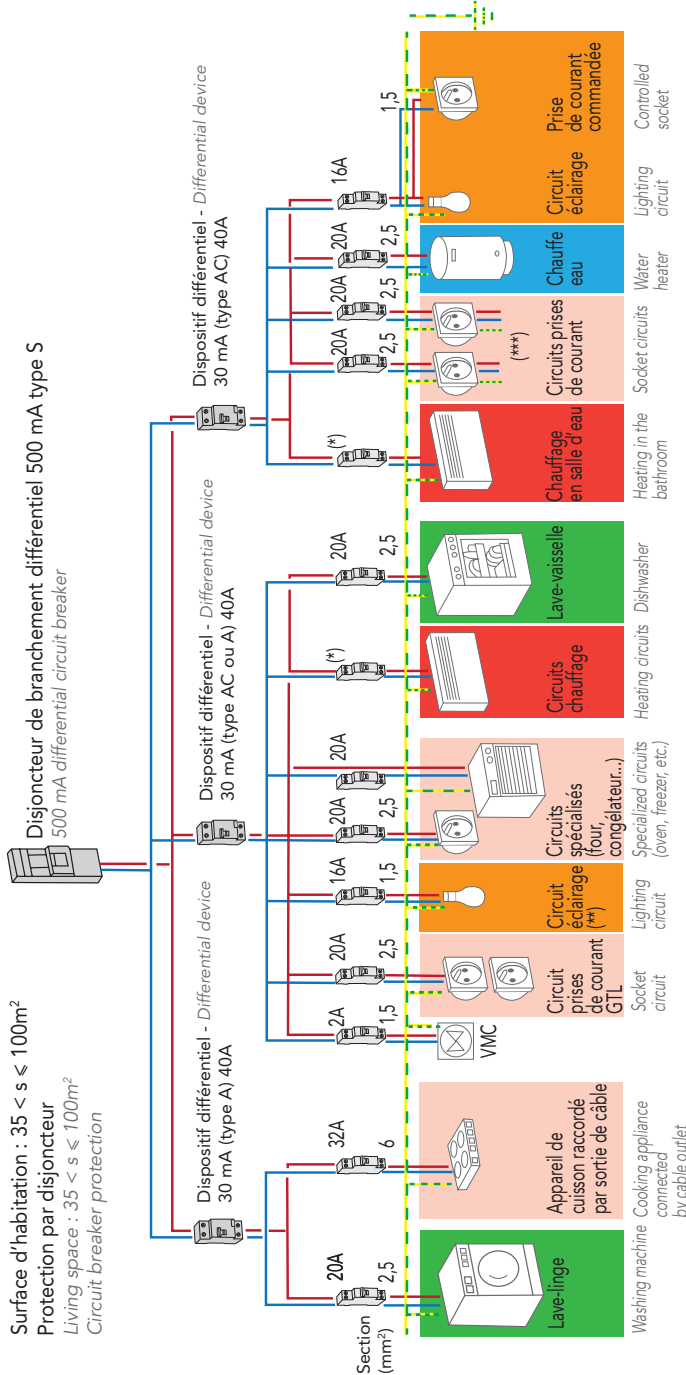 Surface d'habitation : 35 < s ⩽ 100m²
Protection par disjoncteur
Living space : 35 < s ⩽ 100m²
Circuit breaker protection
Disjoncteur de branchement différentiel 500 mA type S
500 mA differential circuit breaker
Dispositif différentiel - Differential device
30 mA (type A) 40A
Dispositif différentiel - Differential device
30 mA (type AC ou A) 40A
Dispositif différentiel - Differential device
30 mA (type AC) 40A
20A
32A
2A
20A
16A
20A
20A
(*)
20A
(*)
20A
20A
20A
16A
Section
(mm²)
2,5
6
1,5
2,5
1,5
2,5
2,5
2,5
2,5
2,5
1,5
Lave-linge
Appareil de
cuisson raccordé
par sortie de câble
VMC
Circuit
prises
de courant
GTL
Circuit
éclairage
(**)
Circuits
spécialisés
(four,
congélateur...)
Circuits
chauffage
Lave-vaisselle
Chauffage
en salle d'eau
Circuits prises
de courant
(***)
Chauffe
eau
Circuit
éclairage
Prise
de courant
commandée
Washing machine
Cooking appliance
connected
by cable outlet
Socket
circuit
Lighting
circuit
Specialized circuits
(oven, freezer, etc.)
Heating circuits
Dishwasher
Heating in the
bathroom
Socket circuits
Water
heater
Lighting
circuit
Controlled
socket